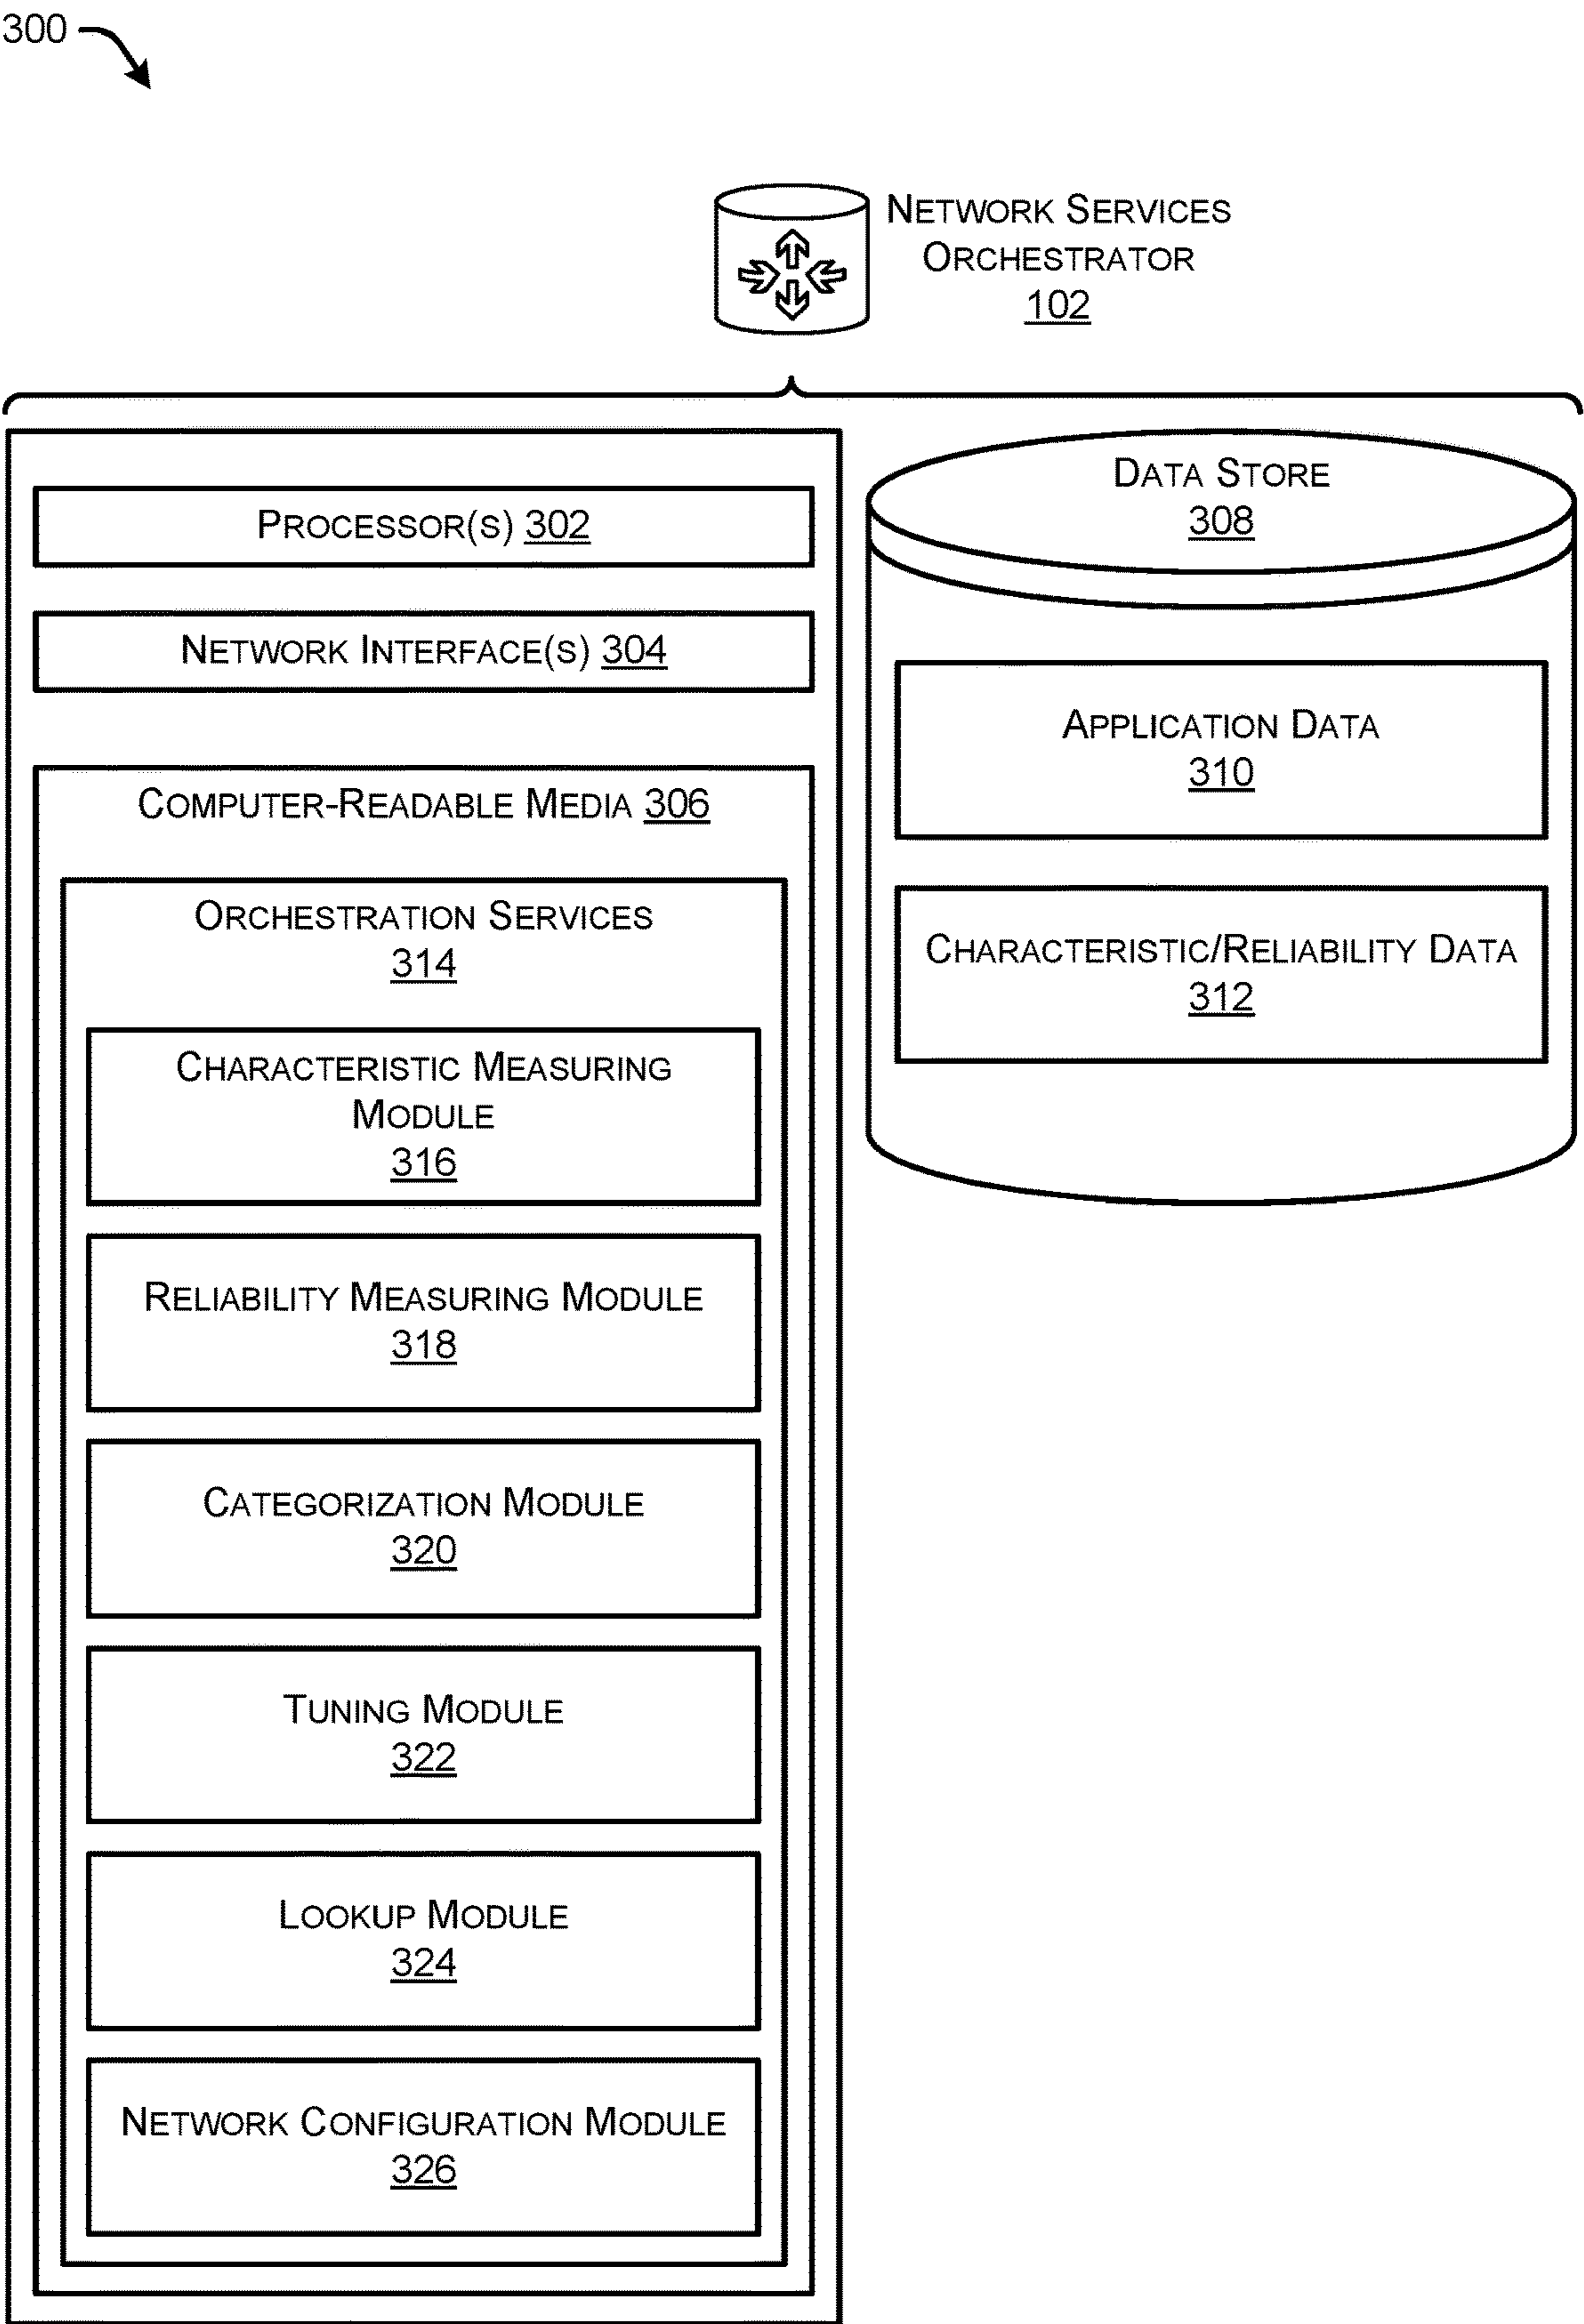 300
NETWORK SERVICES
ORCHESTRATOR
102
PROCESSOR(S) 302
NETWORK INTERFACE(S) 304
COMPUTER-READABLE MEDIA 306
ORCHESTRATION SERVICES
314
CHARACTERISTIC MEASURING
MODULE
316
RELIABILITY MEASURING MODULE
318
CATEGORIZATION MODULE
320
TUNING MODULE
322
LOOKUP MODULE
324
NETWORK CONFIGURATION MODULE
326
DATA STORE
308
APPLICATION DATA
310
CHARACTERISTIC/RELIABILITY DATA
312